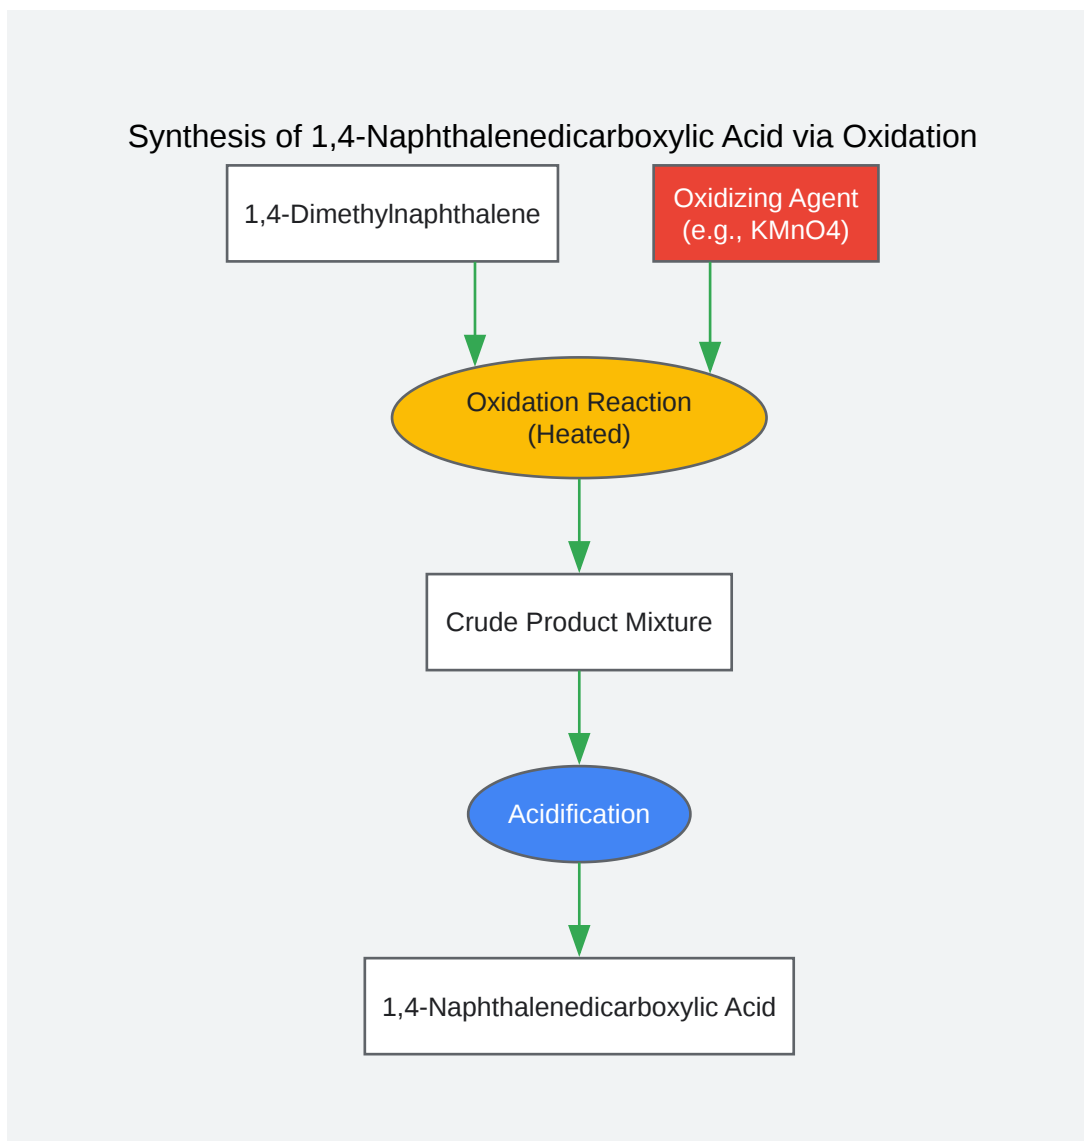 Synthesis of 1,4-Naphthalenedicarboxylic Acid via Oxidation
1,4-Dimethylnaphthalene
Oxidizing Agent
(e.g., KMnO4)
Oxidation Reaction
(Heated)
Crude Product Mixture
Acidification
1,4-Naphthalenedicarboxylic Acid